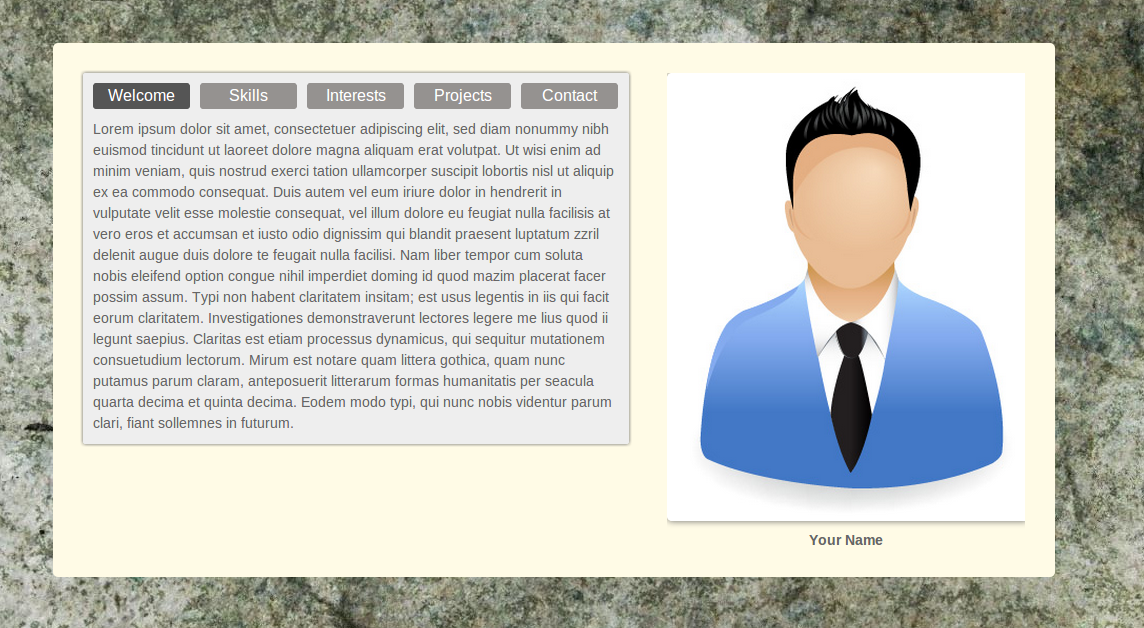 Welcome Skills Interests Projects Contact
Lorem ipsum dolor sit amet, consectetuer adipiscing elit, sed diam nonummy nibh
euismod tincidunt ut laoreet dolore magna aliquam erat volutpat. Ut wisi enim ad
minim veniam, quis nostrud exerci tation ullamcorper suscipit lobortis nisl ut aliquip
ex ea commodo consequat. Duis autem vel eum iriure dolor in hendrerit in
vulputate velit esse molestie consequat, vel illum dolore eu feugiat nulla facilisis at
vero eros et accumsan et iusto odio dignissim qui blandit praesent luptatum zzril
delenit augue duis dolore te feugait nulla facilisi. Nam liber tempor cum soluta
nobis eleifend option congue nihil imperdiet doming id quod mazim placerat facer
possim assum. Typi non habent claritatem insitam; est usus legentis in iis qui facit
eorum claritatem. Investigationes demonstraverunt lectores legere me lius quod ii
legunt saepius. Claritas est etiam processus dynamicus, qui sequitur mutationem
consuetudium lectorum. Mirum est notare quam littera gothica, quam nunc
putamus parum claram, anteposuerit litterarum formas humanitatis per seacula
quarta decima et quinta decima. Eodem modo typi, qui nunc nobis videntur parum
clari, fiant sollemnes in futurum.
Your Name